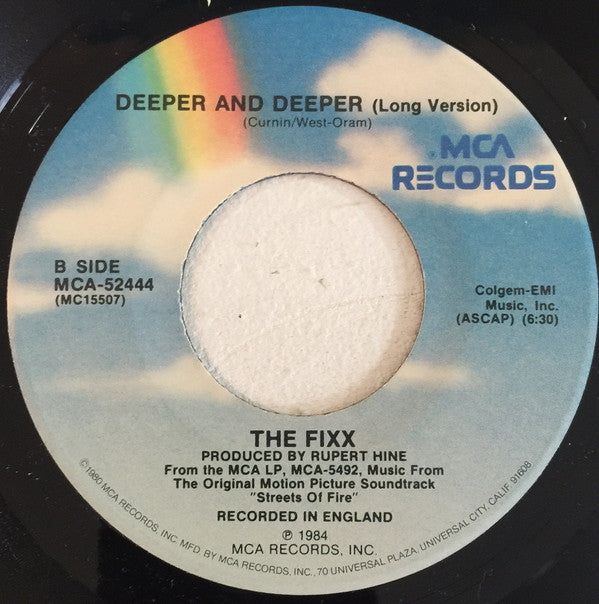 DEEPER AND DEEPER (Long Version)
(Curnin/West-Oram)
MCA
RECORDS
B SIDE
MCA-52444
(MC15507)
Colgem-EMI
Music, Inc.
(ASCAP) (6:30)
THE FIXX
PRODUCED BY RUPERT HINE
From the MCA LP, MCA-5492, Music From
The Original Motion Picture Soundtrack
"Streets Of Fire"
RECORDED IN ENGLAND
℗ 1984
MCA RECORDS, INC.
©1980 MCA RECORDS, INC. MFD. BY MCA RECORDS, INC., 70 UNIVERSAL PLAZA, UNIVERSAL CITY, CALIF. 91608